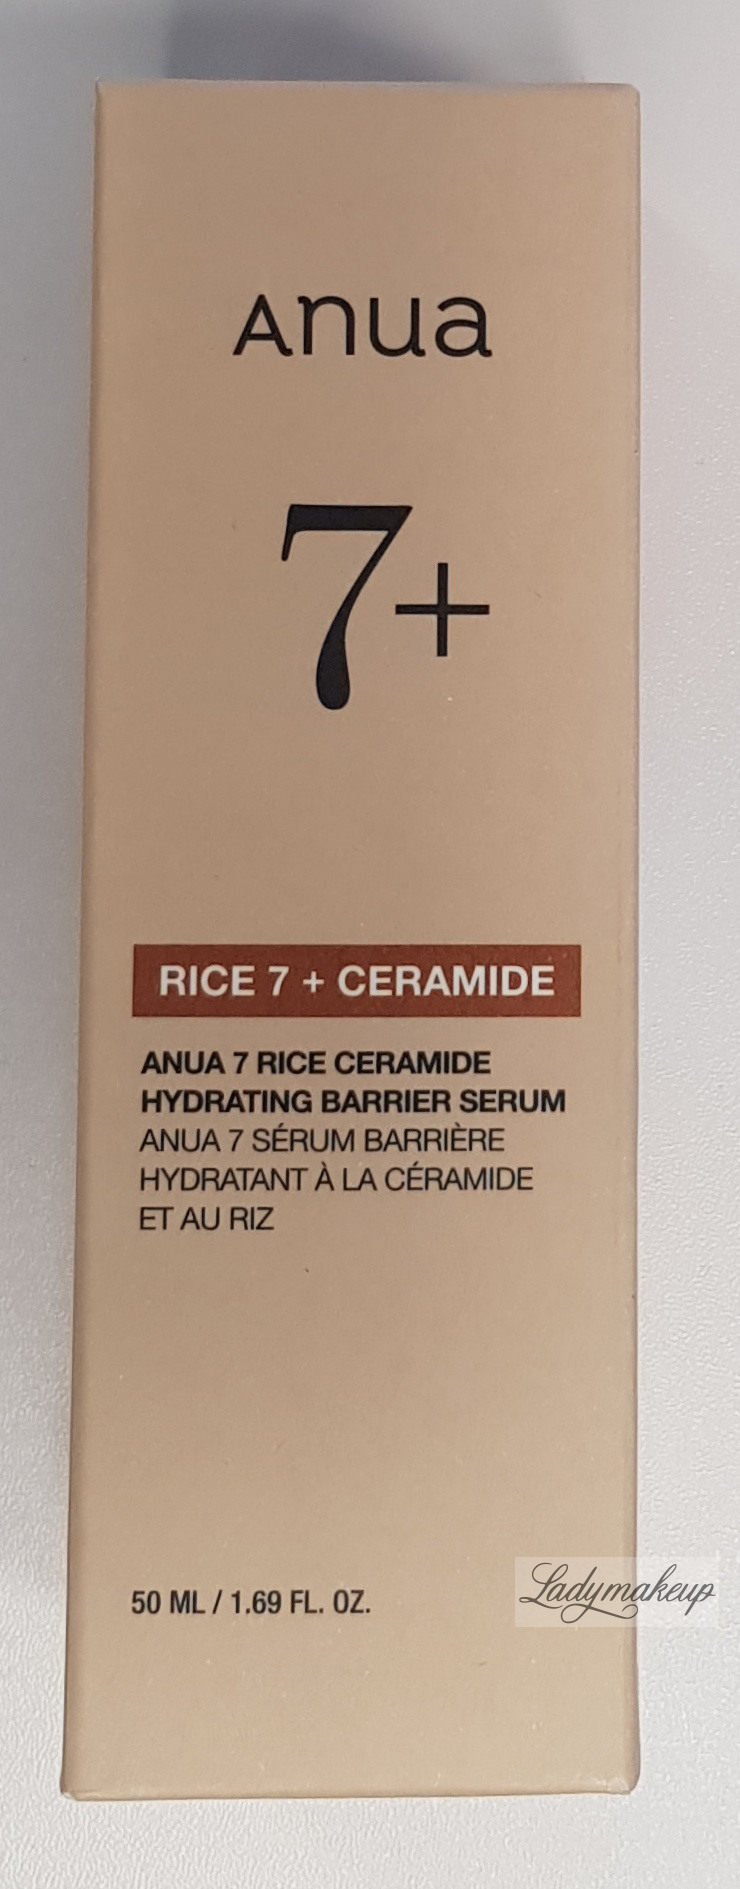 Anua
7+
RICE 7 + CERAMIDE
ANUA 7 RICE CERAMIDE
HYDRATING BARRIER SERUM
ANUA 7 SÉRUM BARRIÈRE
HYDRATANT À LA CÉRAMIDE
ET AU RIZ
50 ML / 1.69 FL. OZ.
Ladymakeup